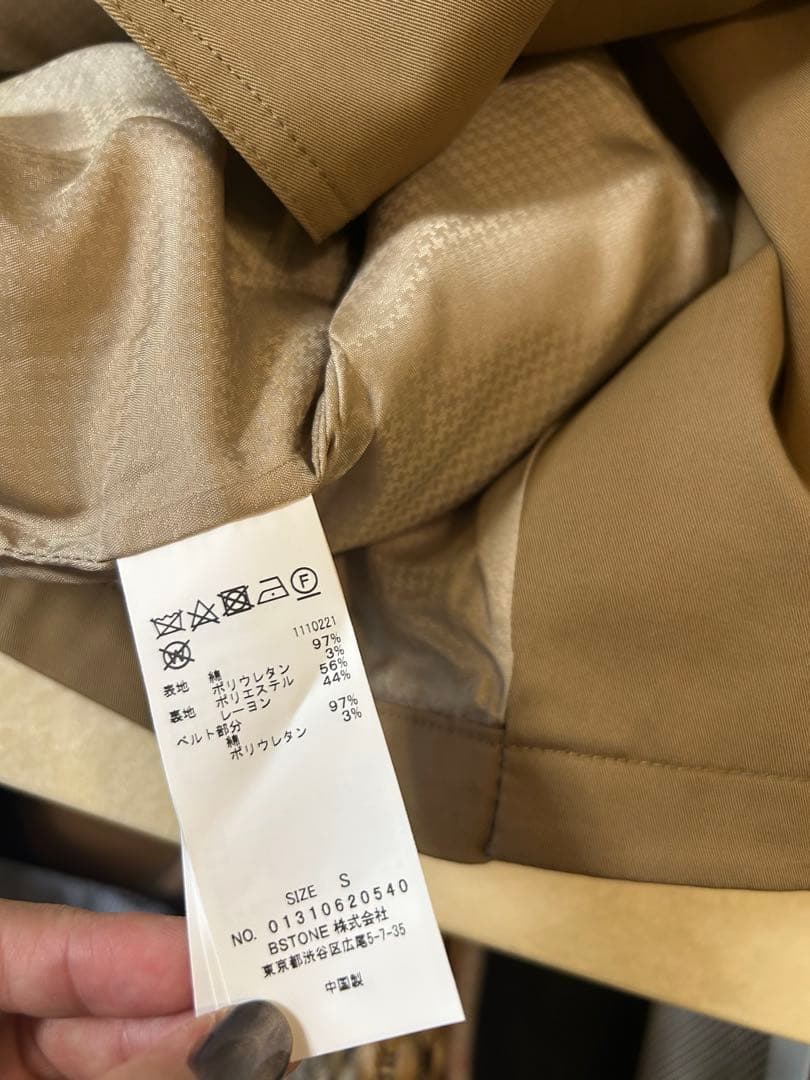 F
W
1110221
表地 綿 97%
ポリウレタン 3%
裏地 ポリエステル 56%
レーヨン 44%
ベルト部分
綿 97%
ポリウレタン 3%
SIZE S
NO. 01310620540
BSTONE 株式会社
東京都渋谷区広尾5-7-35
中国製